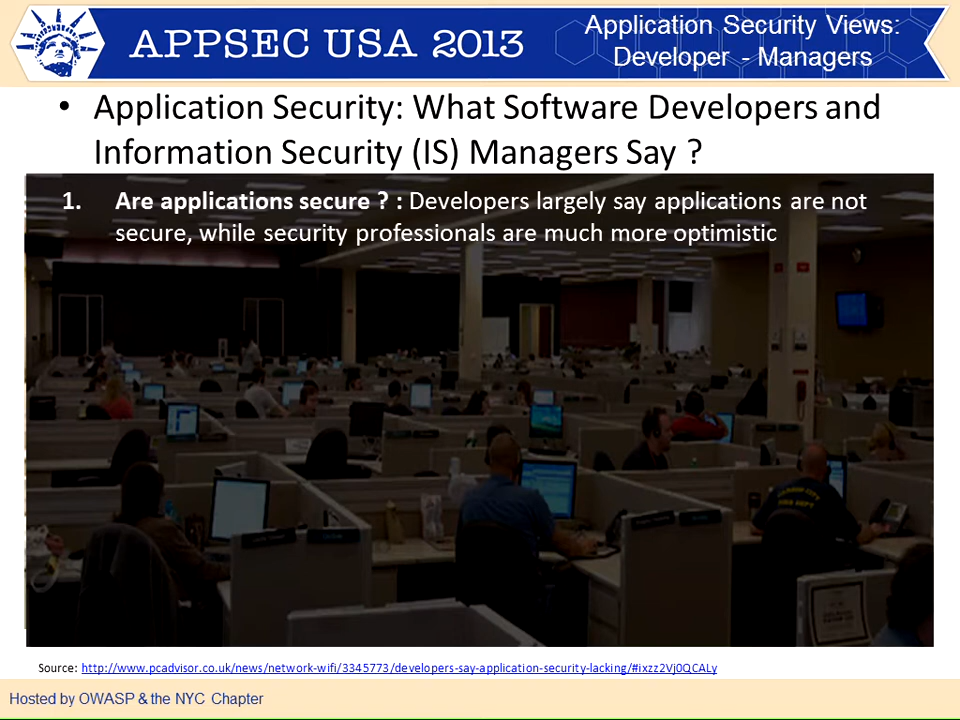 APPSEC USA 2013
Application Security Views:
Developer - Managers
• Application Security: What Software Developers and
Information Security (IS) Managers Say ?
1. Are applications secure ? : Developers largely say applications are not
secure, while security professionals are much more optimistic
Source: http://www.pcadvisor.co.uk/news/network-wifi/3345773/developers-say-application-security-lacking/#ixzz2Vj0QCALy
Hosted by OWASP & the NYC Chapter